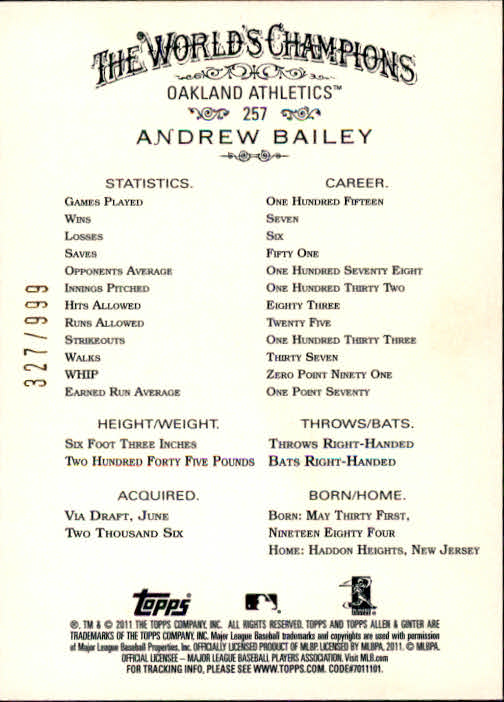 THE WORLD'S CHAMPIONS
OAKLAND ATHLETICS™
257
ANDREW BAILEY
STATISTICS. CAREER.
GAMES PLAYED ONE HUNDRED FIFTEEN
WINS SEVEN
LOSSES SIX
SAVES FIFTY ONE
OPPONENTS AVERAGE ONE HUNDRED SEVENTY EIGHT
INNINGS PITCHED ONE HUNDRED THIRTY TWO
HITS ALLOWED EIGHTY THREE
RUNS ALLOWED TWENTY FIVE
STRIKEOUTS ONE HUNDRED THIRTY THREE
WALKS THIRTY SEVEN
WHIP ZERO POINT NINETY ONE
EARNED RUN AVERAGE ONE POINT SEVENTY
327/999
HEIGHT/WEIGHT. THROWS/BATS.
SIX FOOT THREE INCHES THROWS RIGHT-HANDED
TWO HUNDRED FORTY FIVE POUNDS BATS RIGHT-HANDED
ACQUIRED. BORN/HOME.
VIA DRAFT, JUNE BORN: MAY THIRTY FIRST,
TWO THOUSAND SIX NINETEEN EIGHTY FOUR
HOME: HADDON HEIGHTS, NEW JERSEY
Topps
®, TM & © 2011 THE TOPPS COMPANY, INC. ALL RIGHTS RESERVED. TOPPS AND TOPPS ALLEN & GINTER ARE
TRADEMARKS OF THE TOPPS COMPANY, INC. Major League Baseball trademarks and copyrights are used with permission
of Major League Baseball Properties, Inc. OFFICIALLY LICENSED PRODUCT OF MLBP. LICENSED BY MLBPA, 2011. © MLBPA.
OFFICIAL LICENSEE – MAJOR LEAGUE BASEBALL PLAYERS ASSOCIATION. Visit MLB.com
FOR TRACKING INFO, PLEASE SEE WWW.TOPPS.COM. CODE#7011101.